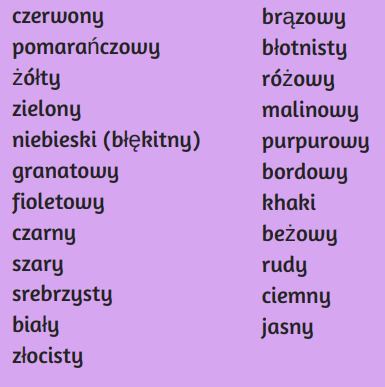 czerwony
pomarańczowy
żółty
zielony
niebieski (błękitny)
granatowy
fioletowy
czarny
szary
srebrzysty
biały
złocisty
brązowy
błotnisty
różowy
malinowy
purpurowy
bordowy
khaki
beżowy
rudy
ciemny
jasny